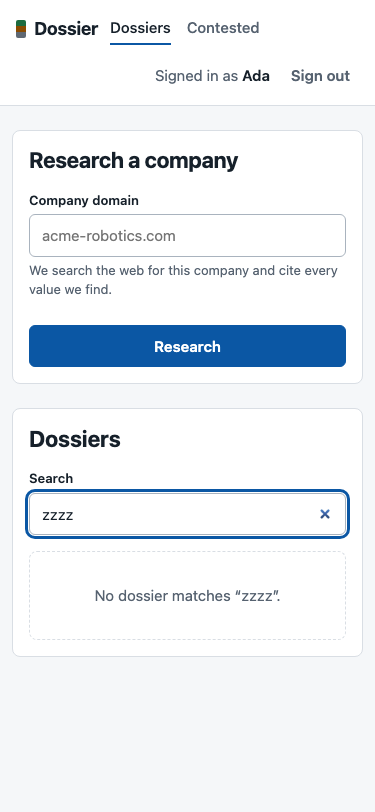 Dossier
Dossiers
Contested
Signed in as Ada
Sign out
Research a company
Company domain
acme-robotics.com
We search the web for this company and cite every
value we find.
Research
Dossiers
Search
zzzz
No dossier matches “zzzz”.